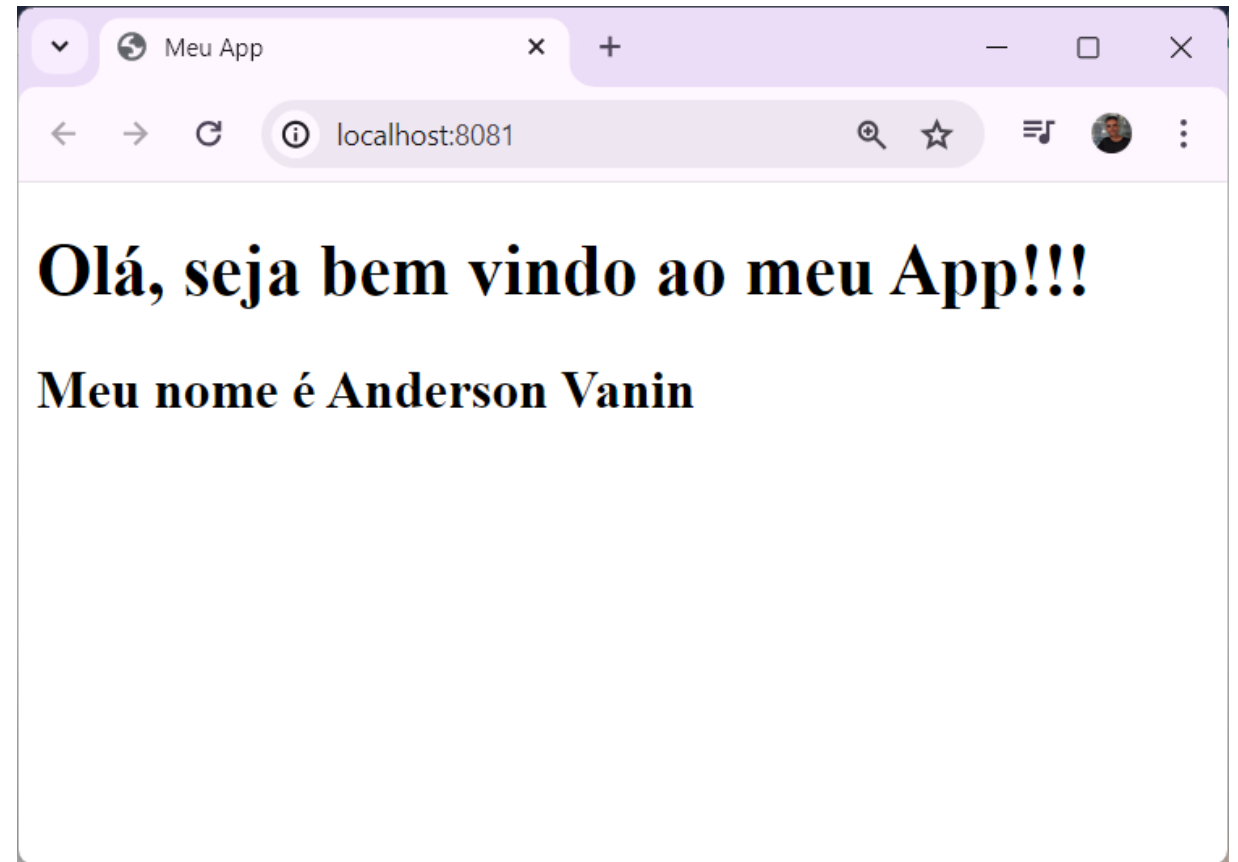 Meu App
localhost:8081
Olá, seja bem vindo ao meu App!!!
Meu nome é Anderson Vanin